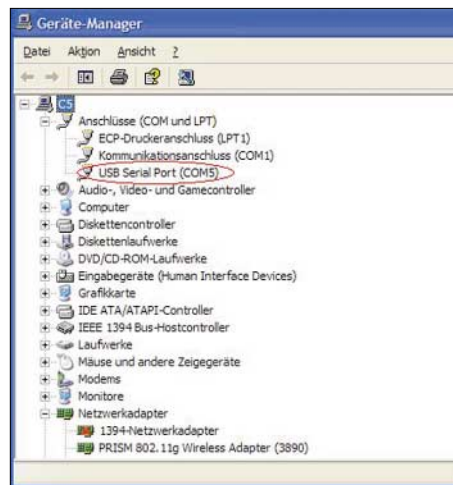 Geräte-Manager
Datei Aktion Ansicht ?
C5
Anschlüsse (COM und LPT)
ECP-Druckeranschluss (LPT1)
Kommunikationsanschluss (COM1)
USB Serial Port (COM5)
Audio-, Video- und Gamecontroller
Computer
Diskettencontroller
Diskettenlaufwerke
DVD/CD-ROM-Laufwerke
Eingabegeräte (Human Interface Devices)
Grafikkarte
IDE ATA/ATAPI-Controller
IEEE 1394 Bus-Hostcontroller
Laufwerke
Mäuse und andere Zeigegeräte
Modems
Monitore
Netzwerkadapter
1394-Netzwerkadapter
PRISM 802.11g Wireless Adapter (3890)